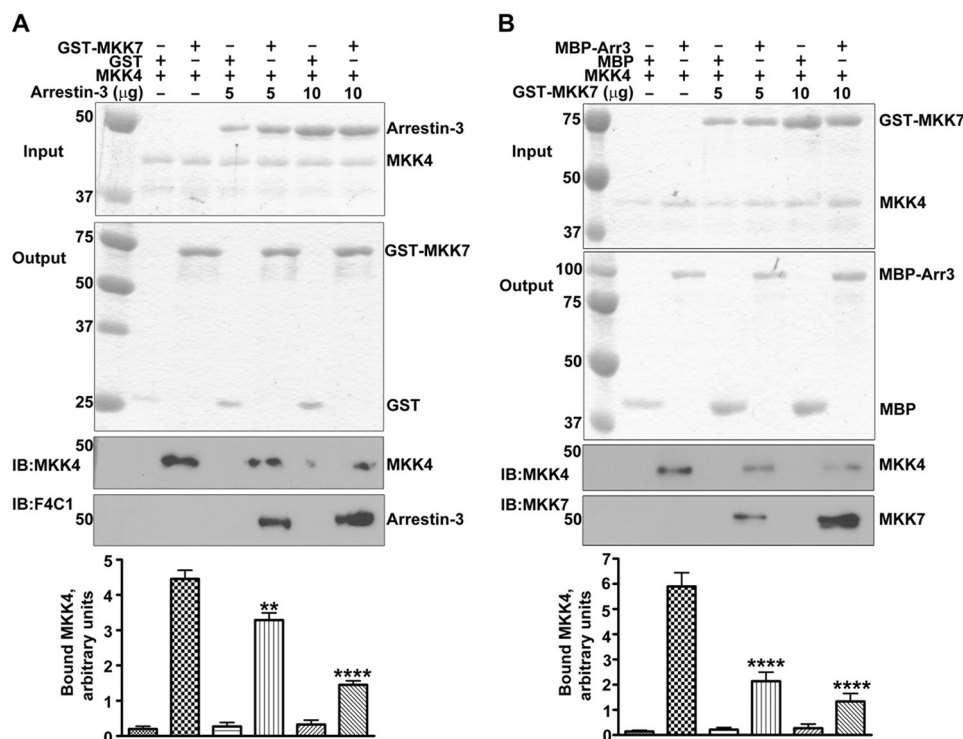 A
GST-MKK7 – + – + – +
GST + – + – + –
MKK4 + + + + + +
Arrestin-3 (μg) – – 5 5 10 10
Input
50
37
Arrestin-3
MKK4
Output
75
50
37
25
GST-MKK7
GST
IB:MKK4
50
MKK4
IB:F4C1
50
Arrestin-3
Bound MKK4,
arbitrary units
5
4
3
2
1
0
**
****
B
MBP-Arr3 – + – + – +
MBP + – + – + –
MKK4 + + + + + +
GST-MKK7 (μg) – – 5 5 10 10
Input
75
50
37
GST-MKK7
MKK4
Output
100
75
50
37
MBP-Arr3
MBP
IB:MKK4
50
MKK4
IB:MKK7
50
MKK7
Bound MKK4,
arbitrary units
7
6
5
4
3
2
1
0
****
****